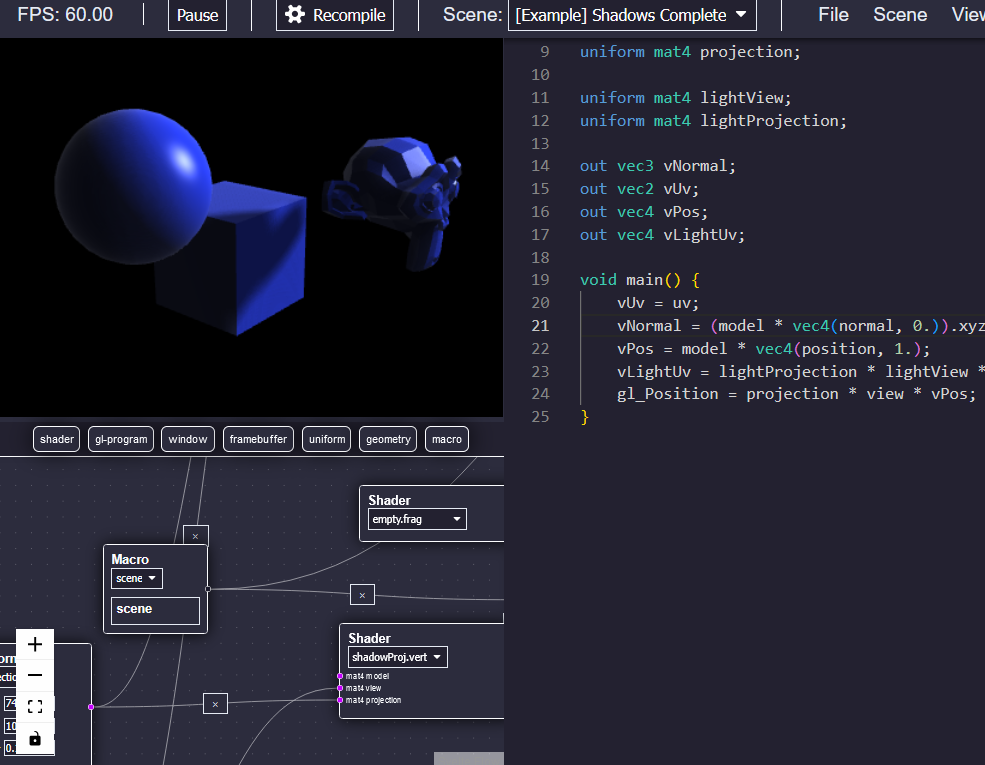 FPS: 60.00 Pause Recompile Scene: [Example] Shadows Complete File Scene View
9 uniform mat4 projection;
10
11 uniform mat4 lightView;
12 uniform mat4 lightProjection;
13
14 out vec3 vNormal;
15 out vec2 vUv;
16 out vec4 vPos;
17 out vec4 vLightUv;
18
19 void main() {
20 vUv = uv;
21 vNormal = (model * vec4(normal, 0.)).xyz
22 vPos = model * vec4(position, 1.);
23 vLightUv = lightProjection * lightView *
24 gl_Position = projection * view * vPos;
25 }
shader gl-program window framebuffer uniform geometry macro
Shader
empty.frag
×
Macro
scene
scene
×
Shader
shadowProj.vert
mat4 model
mat4 view
mat4 projection
×